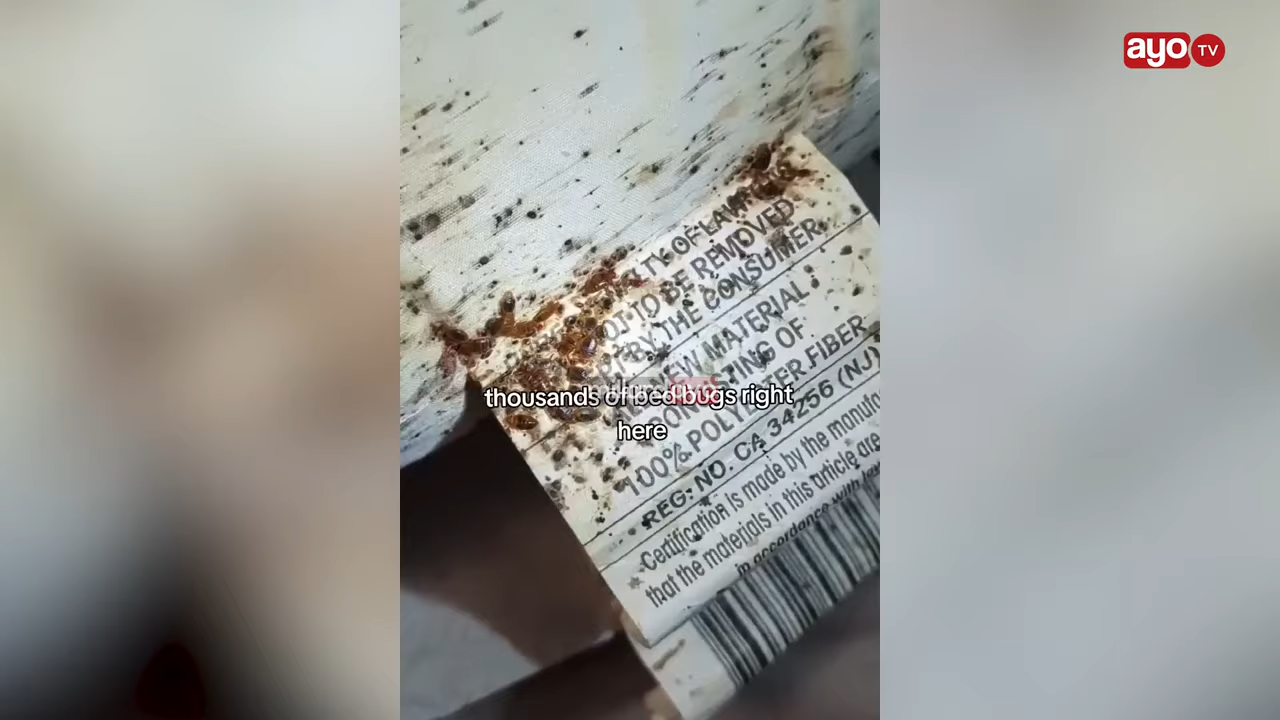 ayo TV
NOT TO BE REMOVED
BY THE CONSUMER
NEW MATERIAL
100% POLYESTER FIBER
REG. NO. CA 34256 (NJ)
Certification is made by the
that the materials in this article are
in accordance with
thousands of bed bugs right
here